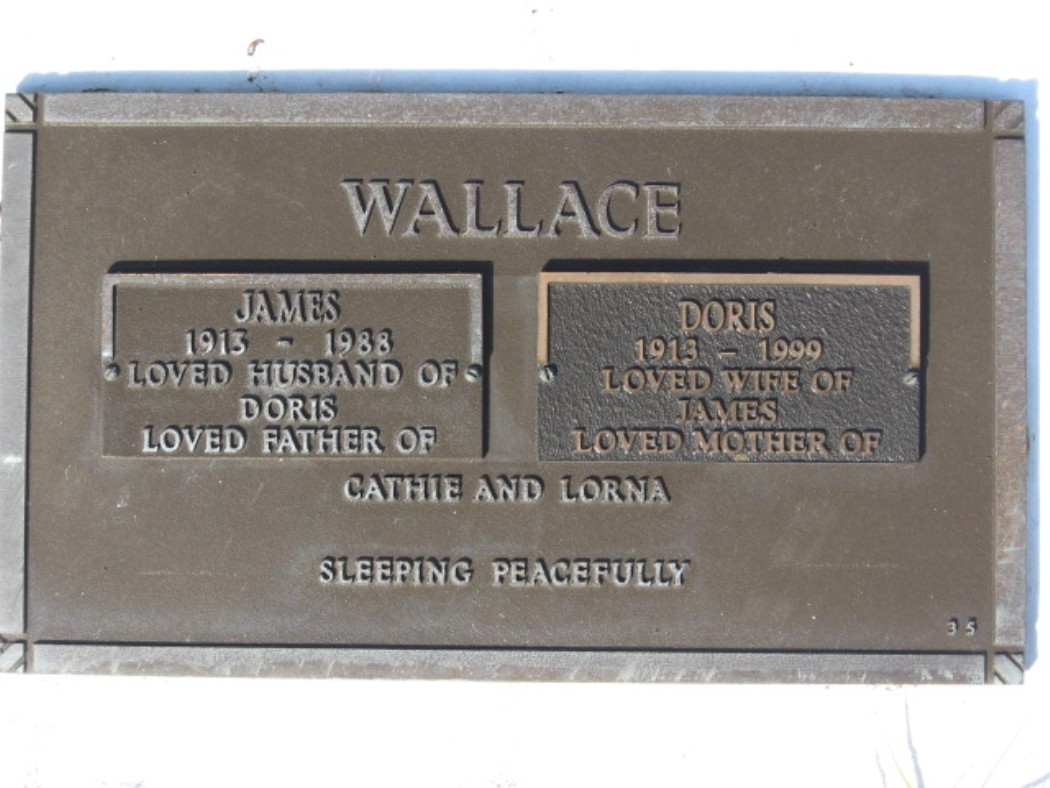 WALLACE
JAMES
1913 - 1988
LOVED HUSBAND OF
DORIS
LOVED FATHER OF
DORIS
1913 - 1999
LOVED WIFE OF
JAMES
LOVED MOTHER OF
CATHIE AND LORNA
SLEEPING PEACEFULLY
35